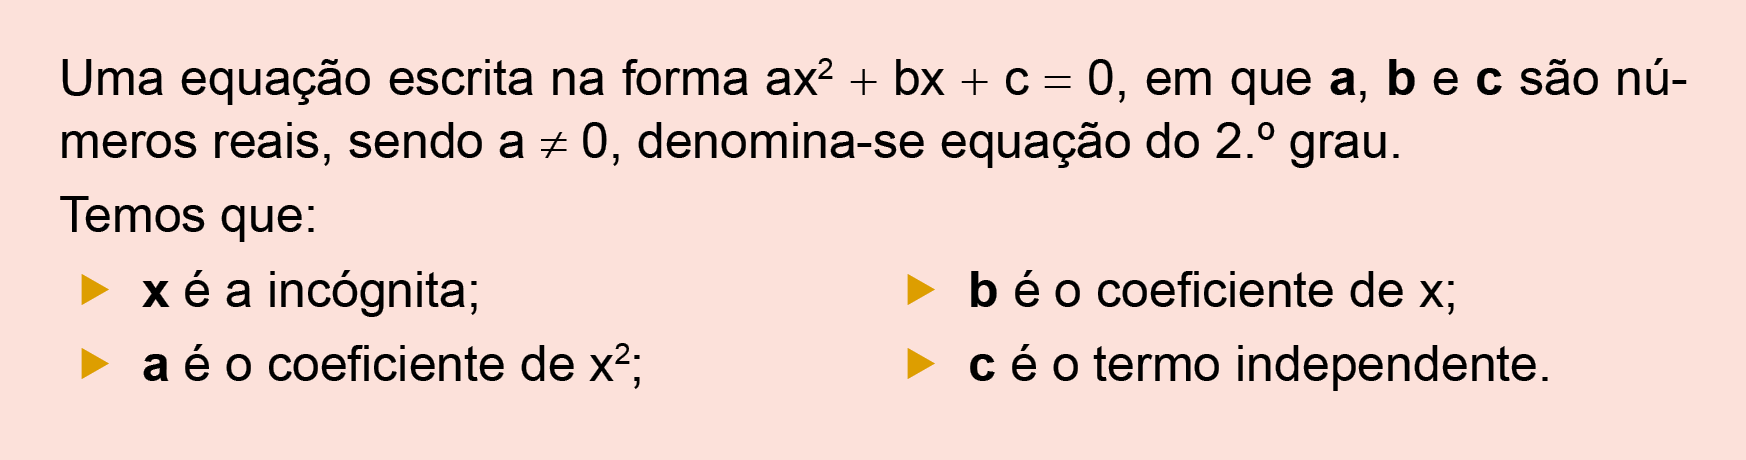 Uma equação escrita na forma ax² + bx + c = 0, em que a, b e c são nú-
meros reais, sendo a ≠ 0, denomina-se equação do 2.º grau.
Temos que:
x é a incógnita;
a é o coeficiente de x²;
b é o coeficiente de x;
c é o termo independente.